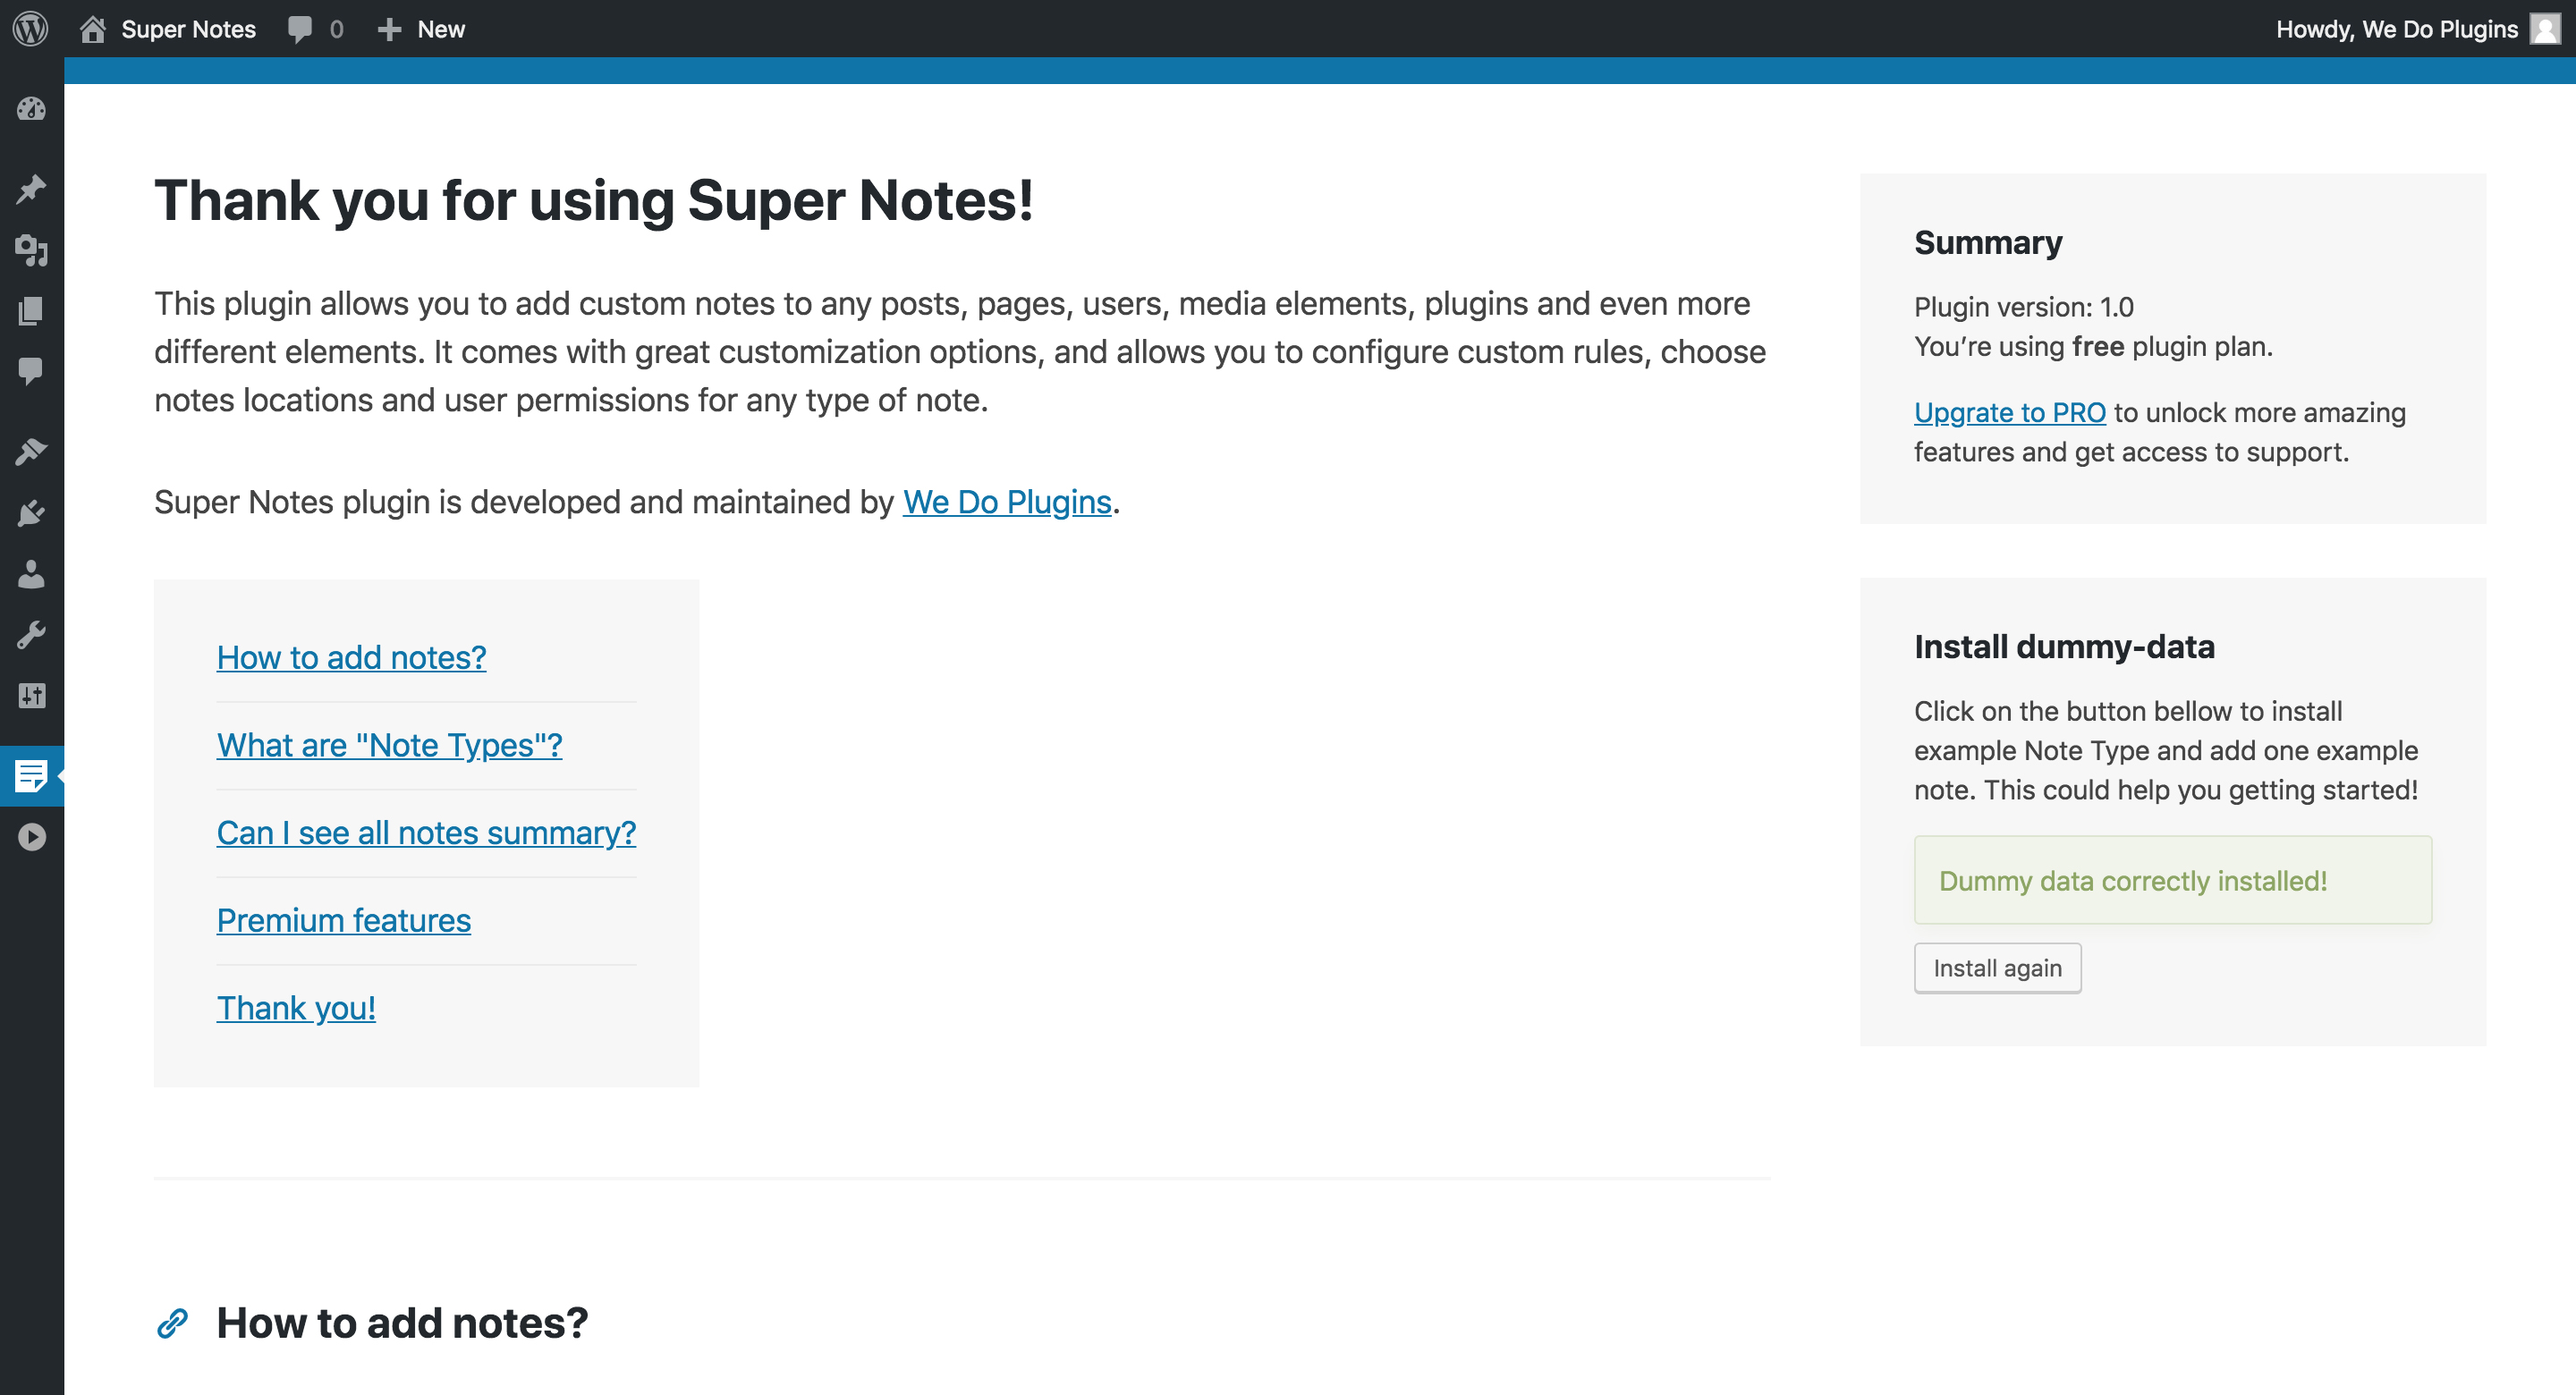 Super Notes
0
New
Howdy, We Do Plugins
Thank you for using Super Notes!
This plugin allows you to add custom notes to any posts, pages, users, media elements, plugins and even more
different elements. It comes with great customization options, and allows you to configure custom rules, choose
notes locations and user permissions for any type of note.
Super Notes plugin is developed and maintained by We Do Plugins.
How to add notes?
What are "Note Types"?
Can I see all notes summary?
Premium features
Thank you!
How to add notes?
Summary
Plugin version: 1.0
You’re using free plugin plan.
Upgrate to PRO to unlock more amazing
features and get access to support.
Install dummy-data
Click on the button bellow to install
example Note Type and add one example
note. This could help you getting started!
Dummy data correctly installed!
Install again